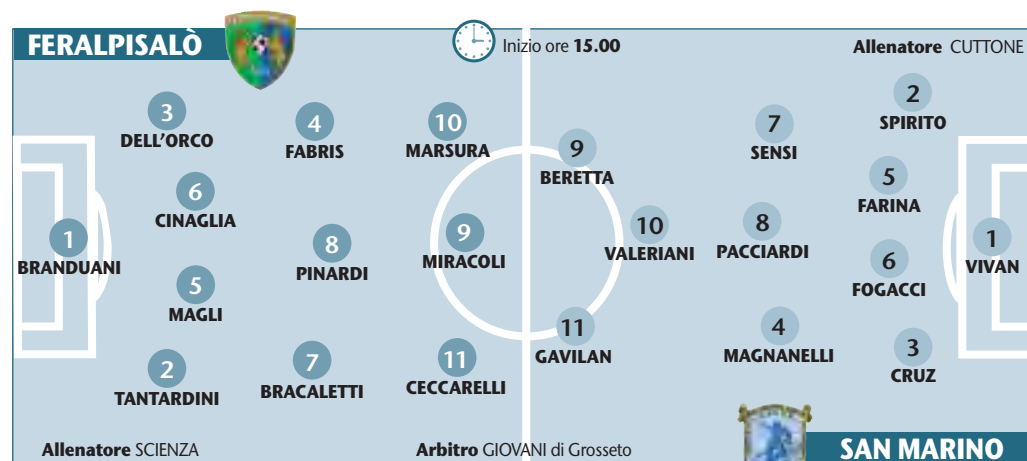 FERALPISALÒ
Inizio ore 15.00
Allenatore CUTTONE
3
DELL'ORCO
4
FABRIS
10
MARSURA
6
CINAGLIA
1
BRANDUANI
8
PINARDI
9
MIRACOLI
5
MAGLI
2
TANTARDINI
7
BRACALETTI
11
CECCARELLI
9
BERETTA
7
SENSI
2
SPIRITO
5
FARINA
10
VALERIANI
8
PACCIARDI
1
VIVAN
6
FOGACCI
11
GAVILAN
4
MAGNANELLI
3
CRUZ
Allenatore SCIENZA
Arbitro GIOVANI di Grosseto
SAN MARINO